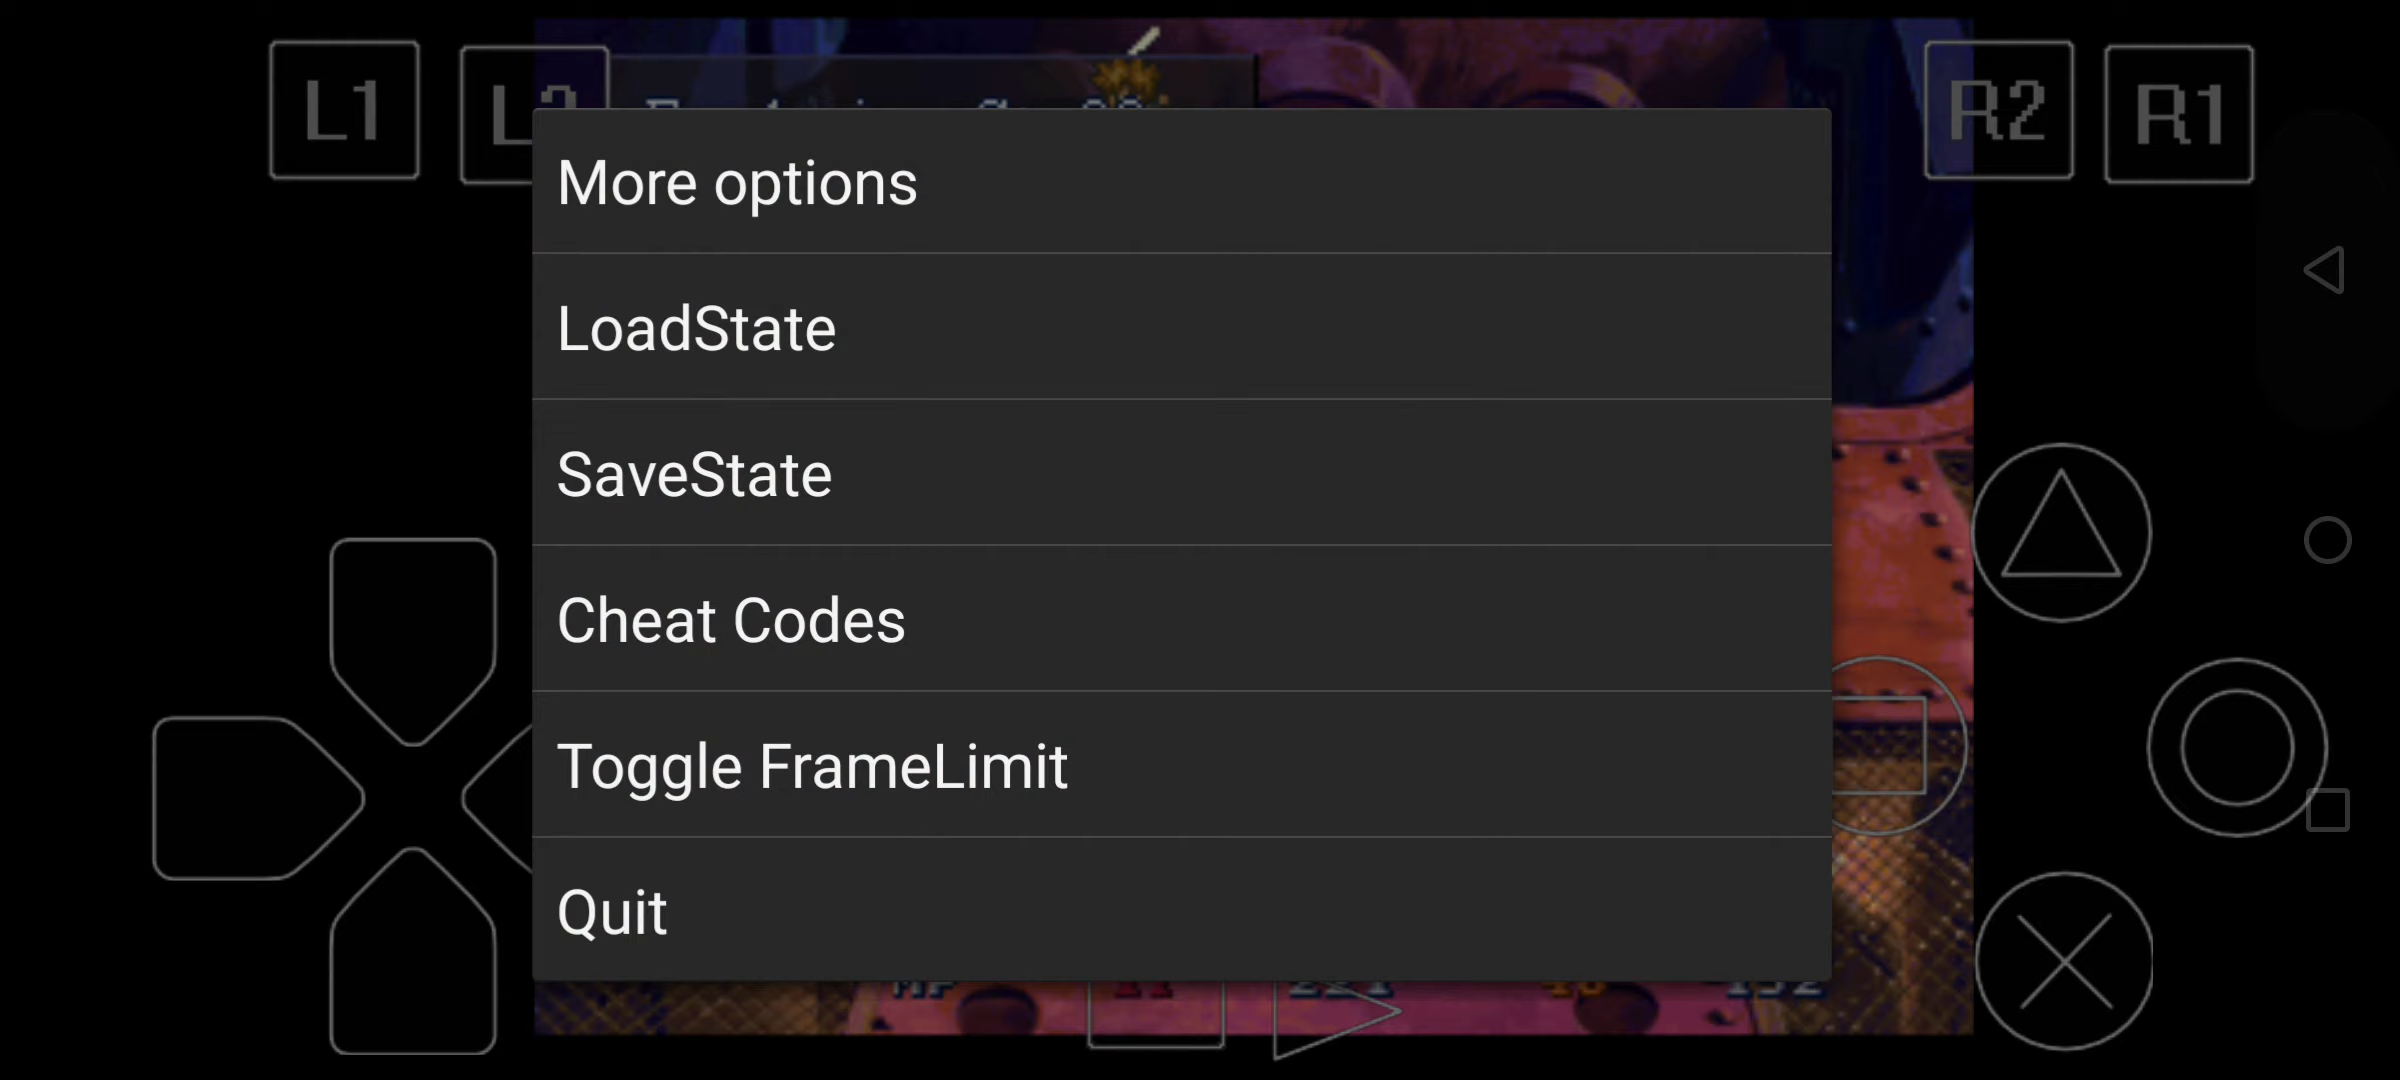 L1
R2
R1
More options
LoadState
SaveState
Cheat Codes
Toggle FrameLimit
Quit